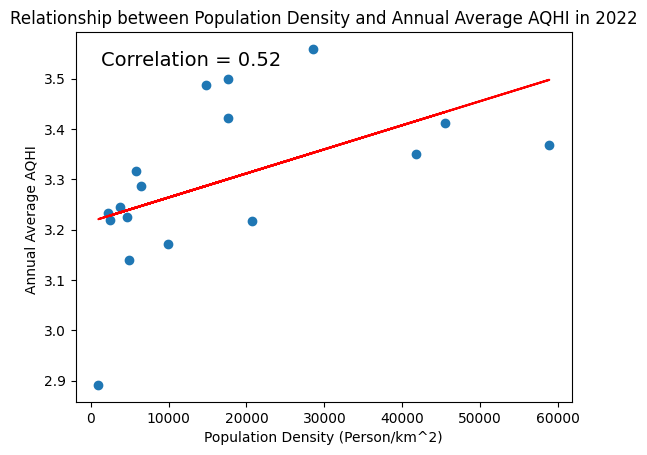 Relationship between Population Density and Annual Average AQHI in 2022
Correlation = 0.52
Annual Average AQHI
3.5
3.4
3.3
3.2
3.1
3.0
2.9
0 10000 20000 30000 40000 50000 60000
Population Density (Person/km^2)